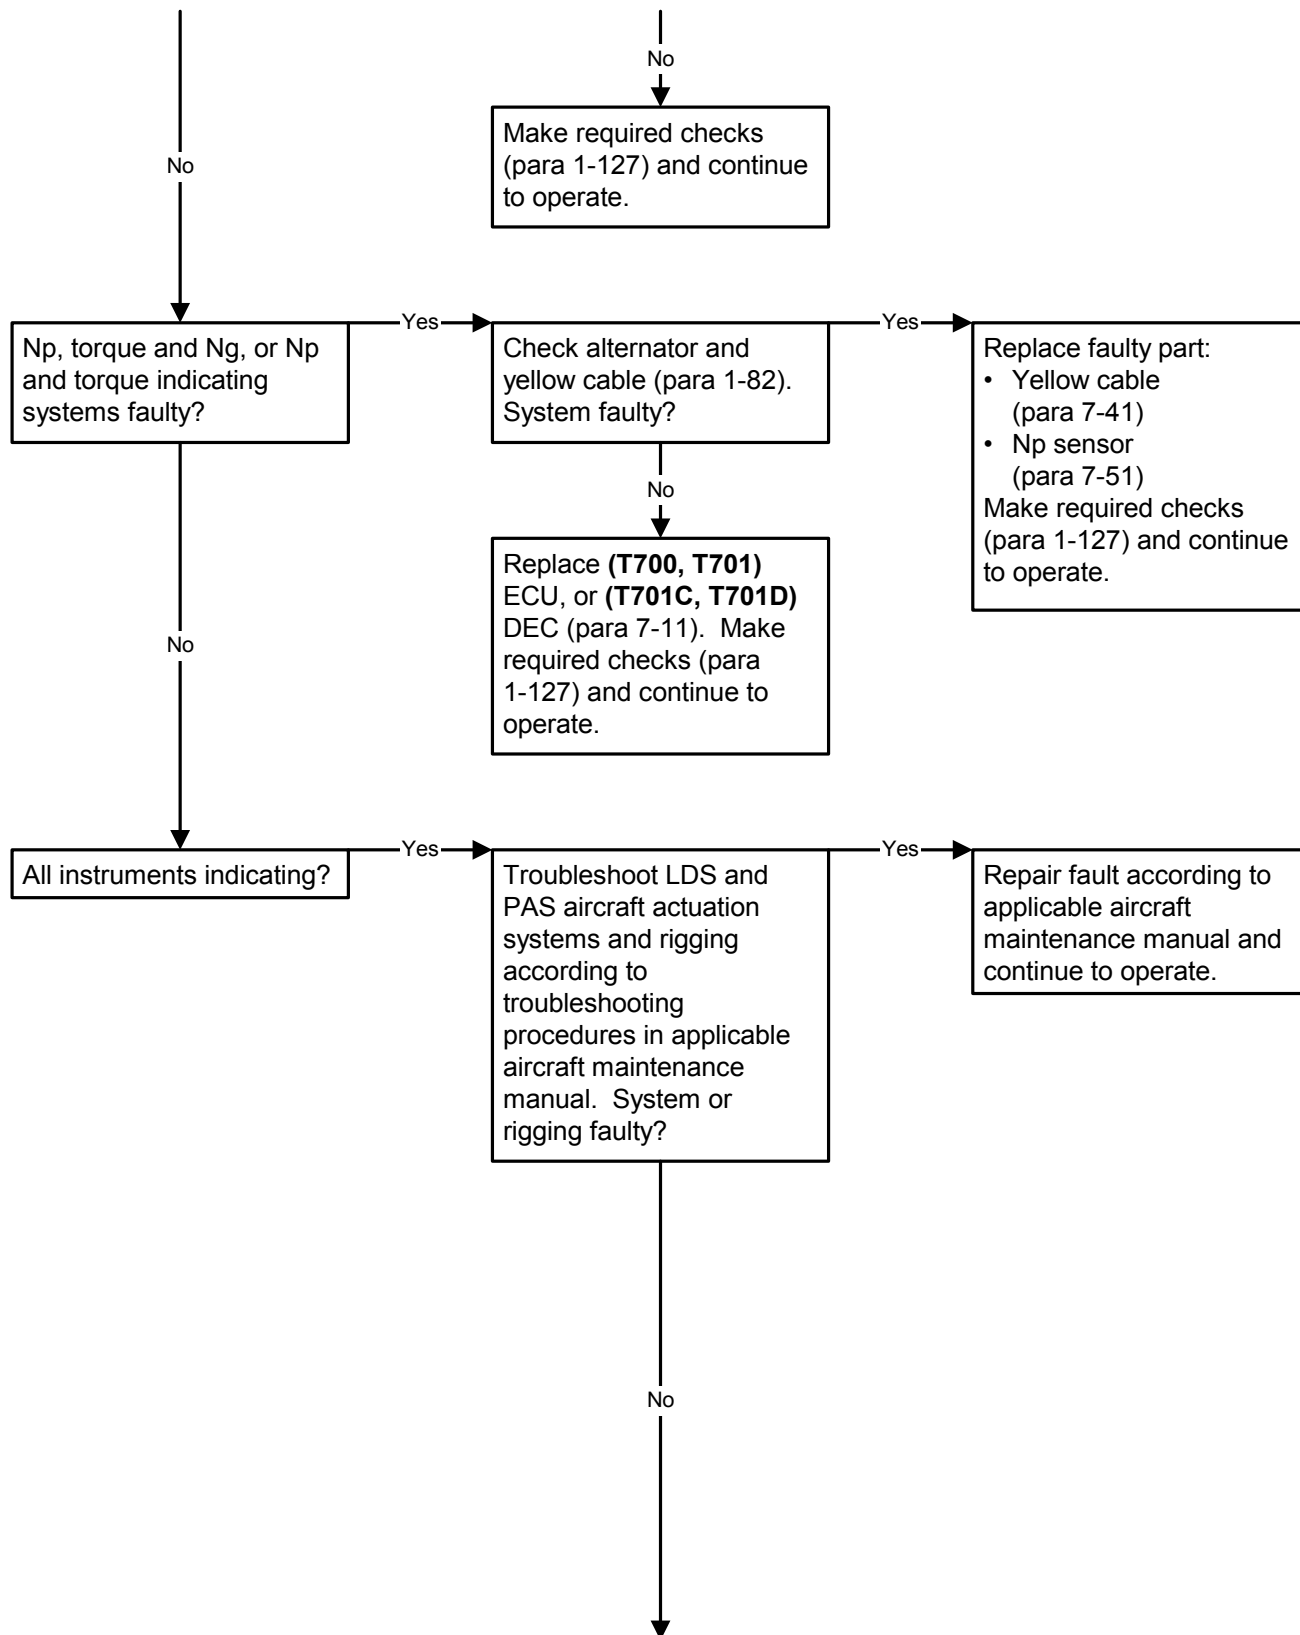 No
Make required checks
(para 1-127) and continue
to operate.
No
Np, torque and Ng, or Np
and torque indicating
systems faulty?
Yes
Check alternator and
yellow cable (para 1-82).
System faulty?
Yes
Replace faulty part:
• Yellow cable
(para 7-41)
• Np sensor
(para 7-51)
Make required checks
(para 1-127) and continue
to operate.
No
Replace (T700, T701)
ECU, or (T701C, T701D)
DEC (para 7-11). Make
required checks (para
1-127) and continue to
operate.
No
All instruments indicating?
Yes
Troubleshoot LDS and
PAS aircraft actuation
systems and rigging
according to
troubleshooting
procedures in applicable
aircraft maintenance
manual. System or
rigging faulty?
Yes
Repair fault according to
applicable aircraft
maintenance manual and
continue to operate.
No